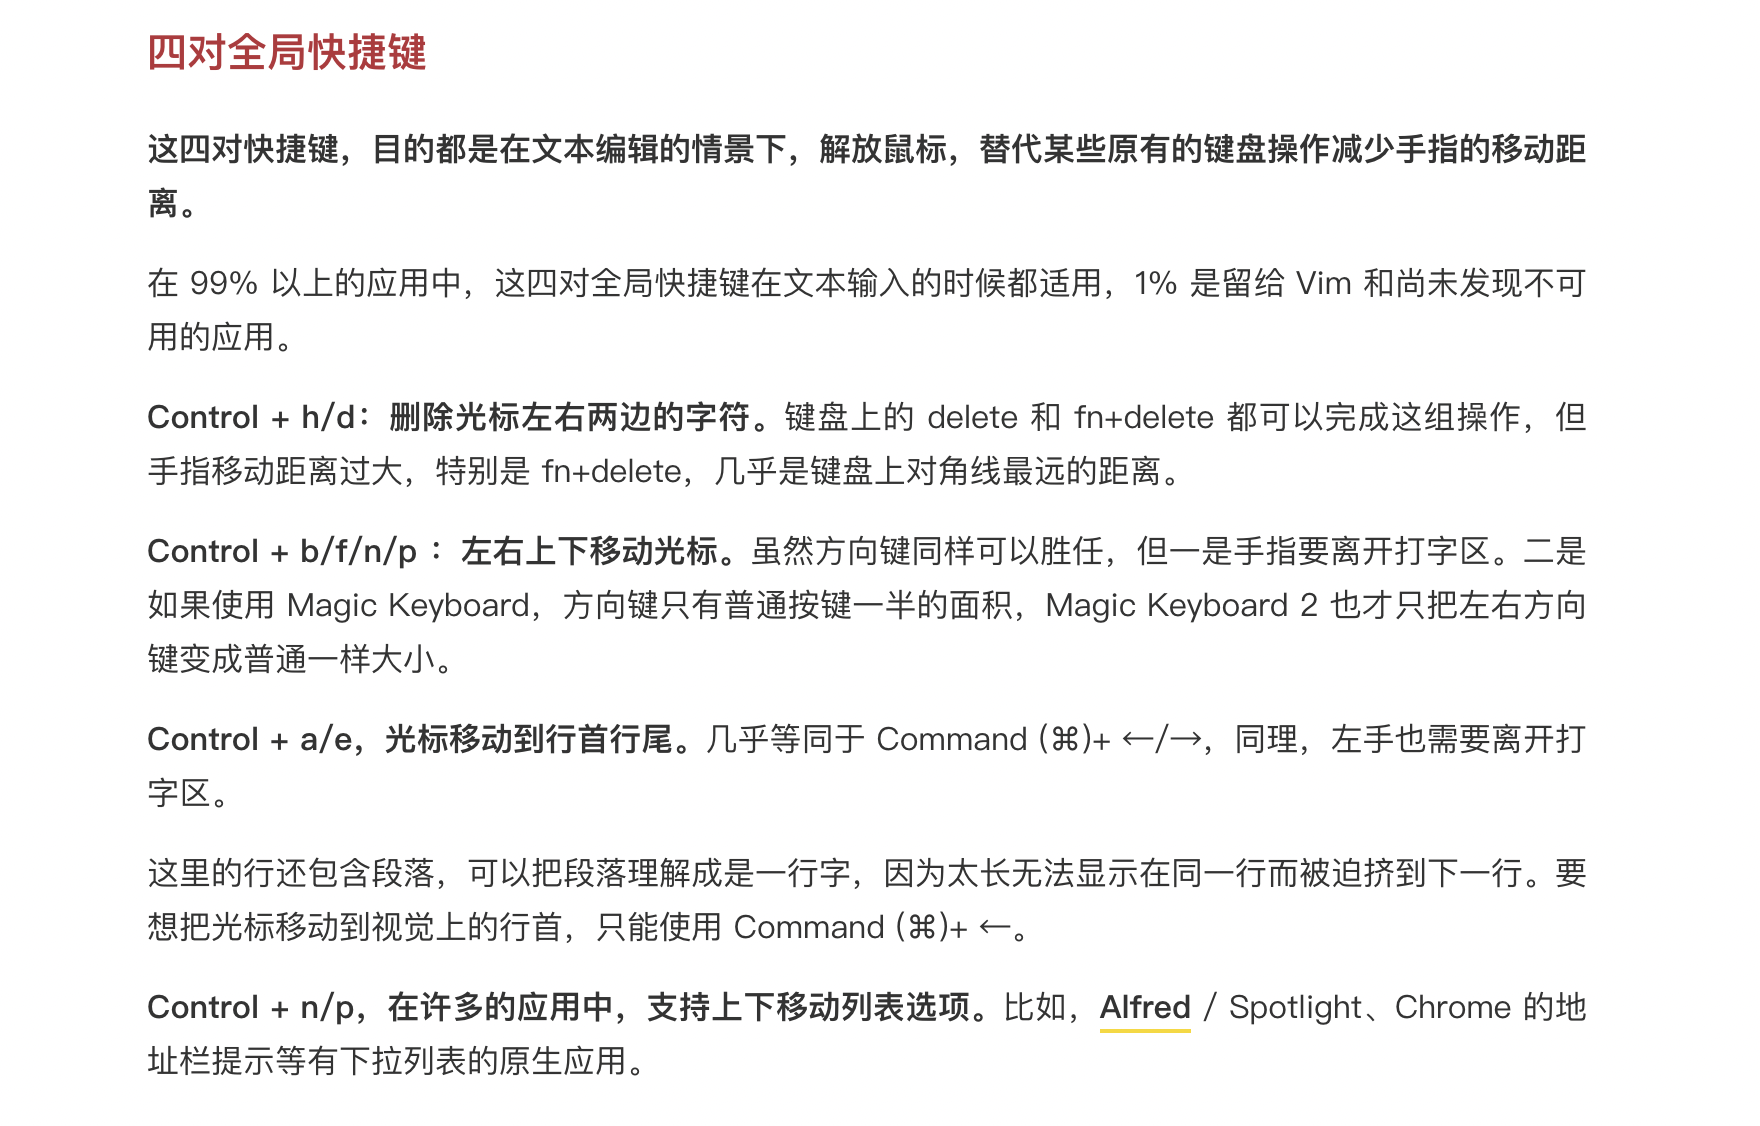 四对全局快捷键
这四对快捷键，目的都是在文本编辑的情景下，解放鼠标，替代某些原有的键盘操作减少手指的移动距
离。
在 99% 以上的应用中，这四对全局快捷键在文本输入的时候都适用，1% 是留给 Vim 和尚未发现不可
用的应用。
Control + h/d：删除光标左右两边的字符。键盘上的 delete 和 fn+delete 都可以完成这组操作，但
手指移动距离过大，特别是 fn+delete，几乎是键盘上对角线最远的距离。
Control + b/f/n/p ：左右上下移动光标。虽然方向键同样可以胜任，但一是手指要离开打字区。二是
如果使用 Magic Keyboard，方向键只有普通按键一半的面积，Magic Keyboard 2 也才只把左右方向
键变成普通一样大小。
Control + a/e，光标移动到行首行尾。几乎等同于 Command (⌘)+ ←/→，同理，左手也需要离开打
字区。
这里的行还包含段落，可以把段落理解成是一行字，因为太长无法显示在同一行而被迫挤到下一行。要
想把光标移动到视觉上的行首，只能使用 Command (⌘)+ ←。
Control + n/p，在许多的应用中，支持上下移动列表选项。比如，Alfred / Spotlight、Chrome 的地
址栏提示等有下拉列表的原生应用。